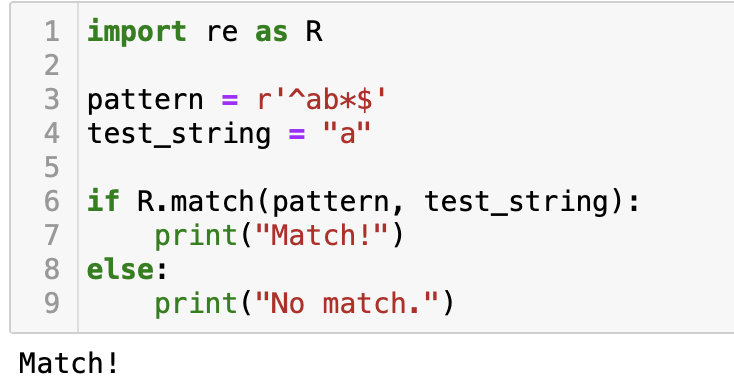 1 import re as R
2
3 pattern = r'^ab*$'
4 test_string = "a"
5
6 if R.match(pattern, test_string):
7     print("Match!")
8 else:
9     print("No match.")
Match!